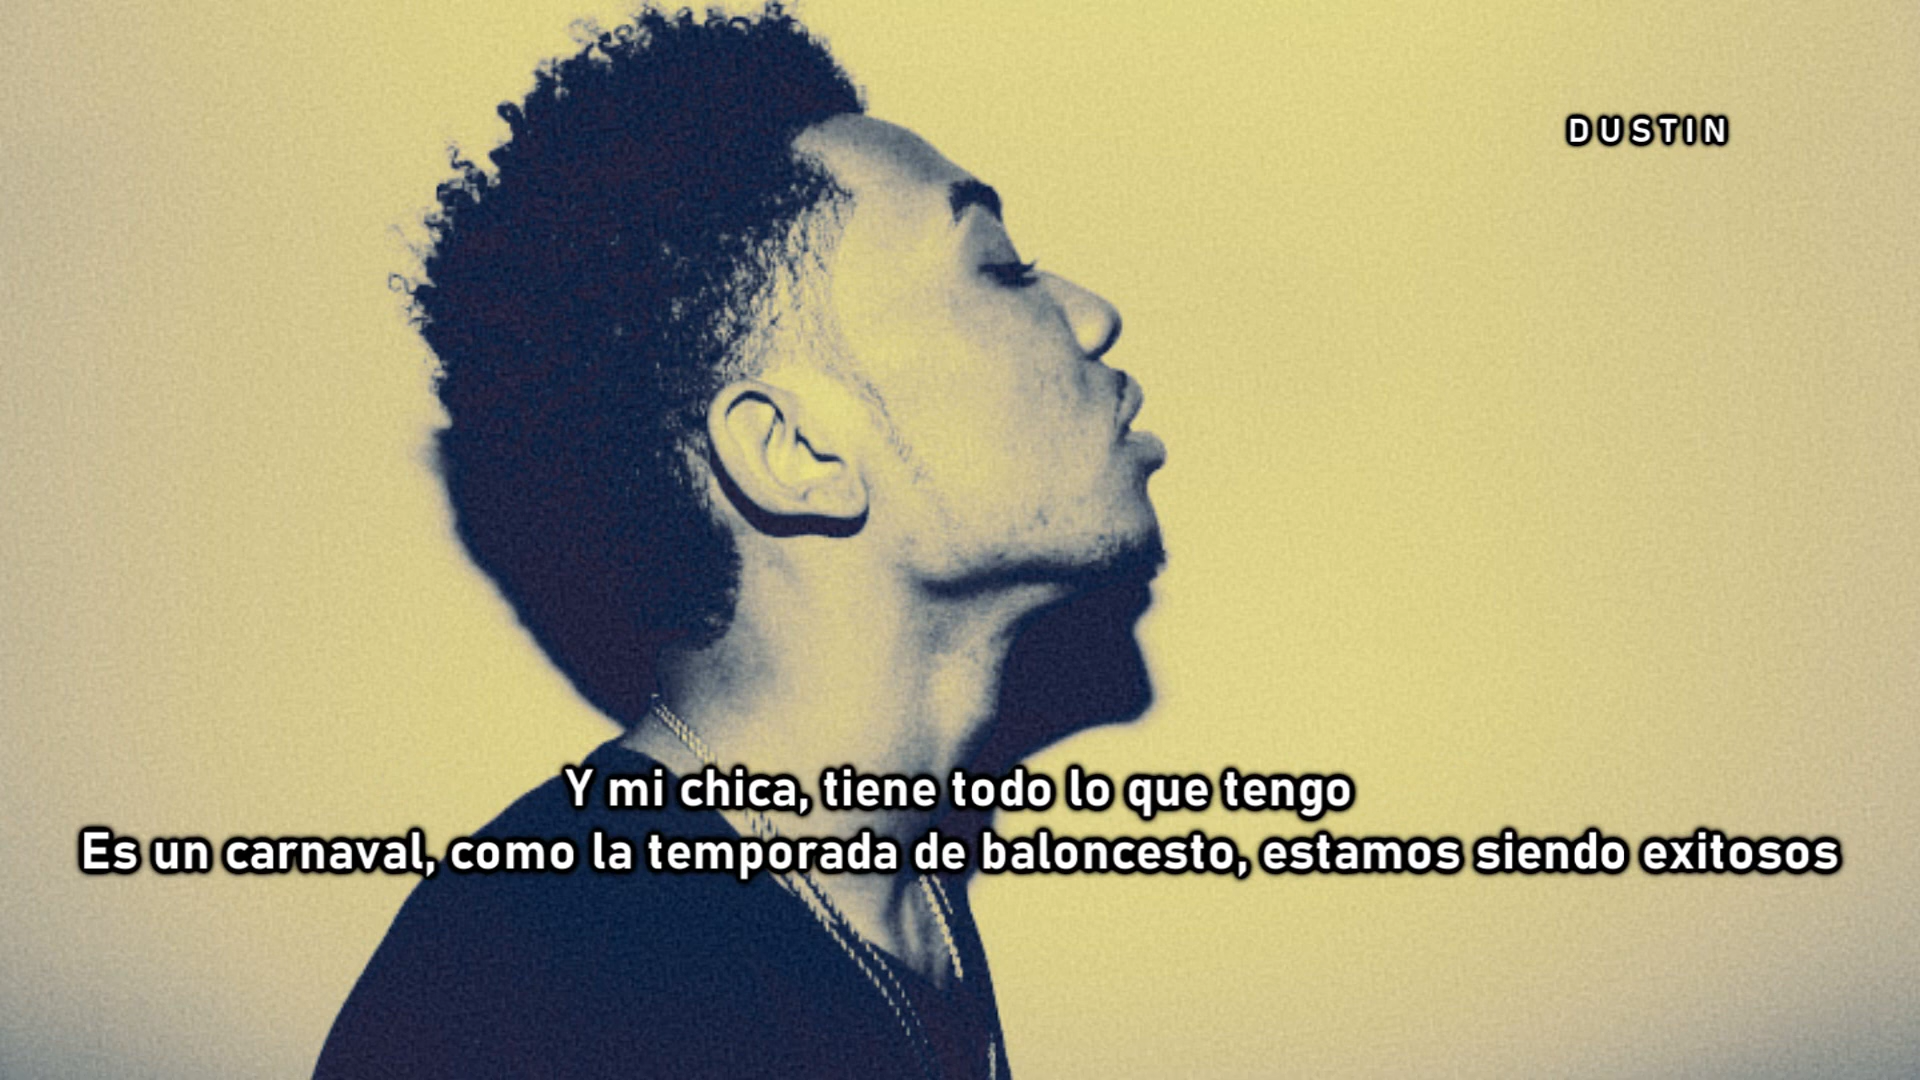 DUSTIN
Y mi chica, tiene todo lo que tengo
Es un carnaval, como la temporada de baloncesto, estamos siendo exitosos